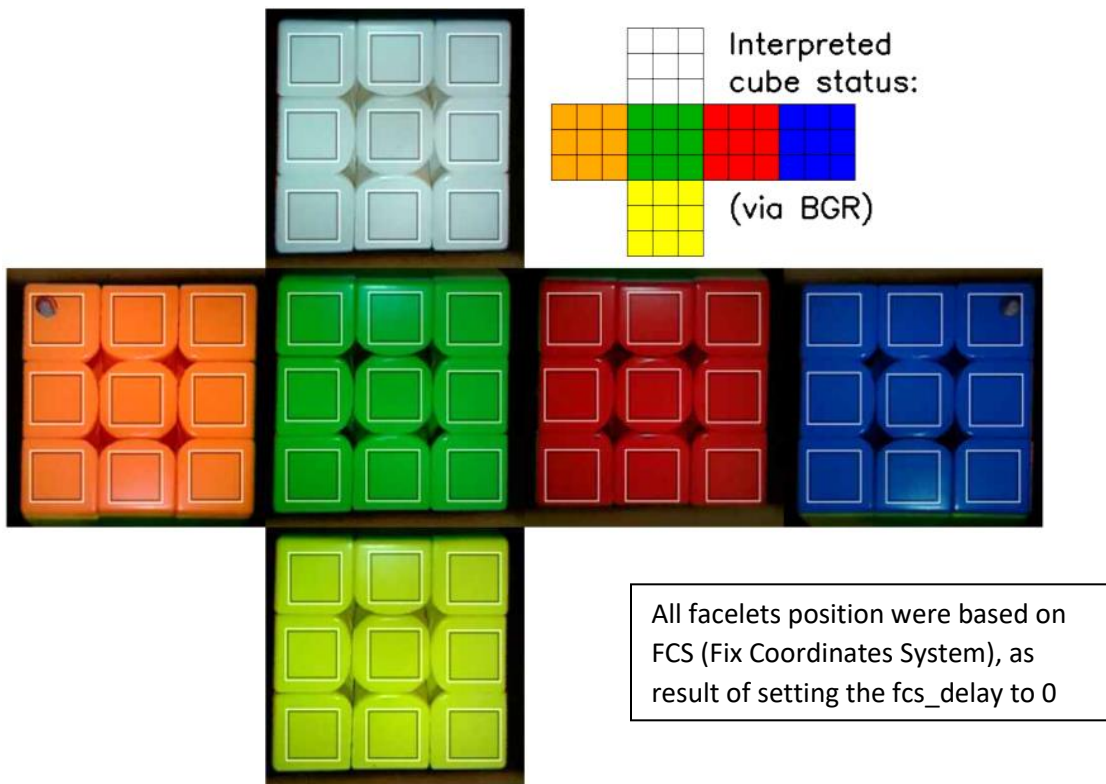 Interpreted
cube status:
(via BGR)
All facelets position were based on
FCS (Fix Coordinates System), as
result of setting the fcs_delay to 0